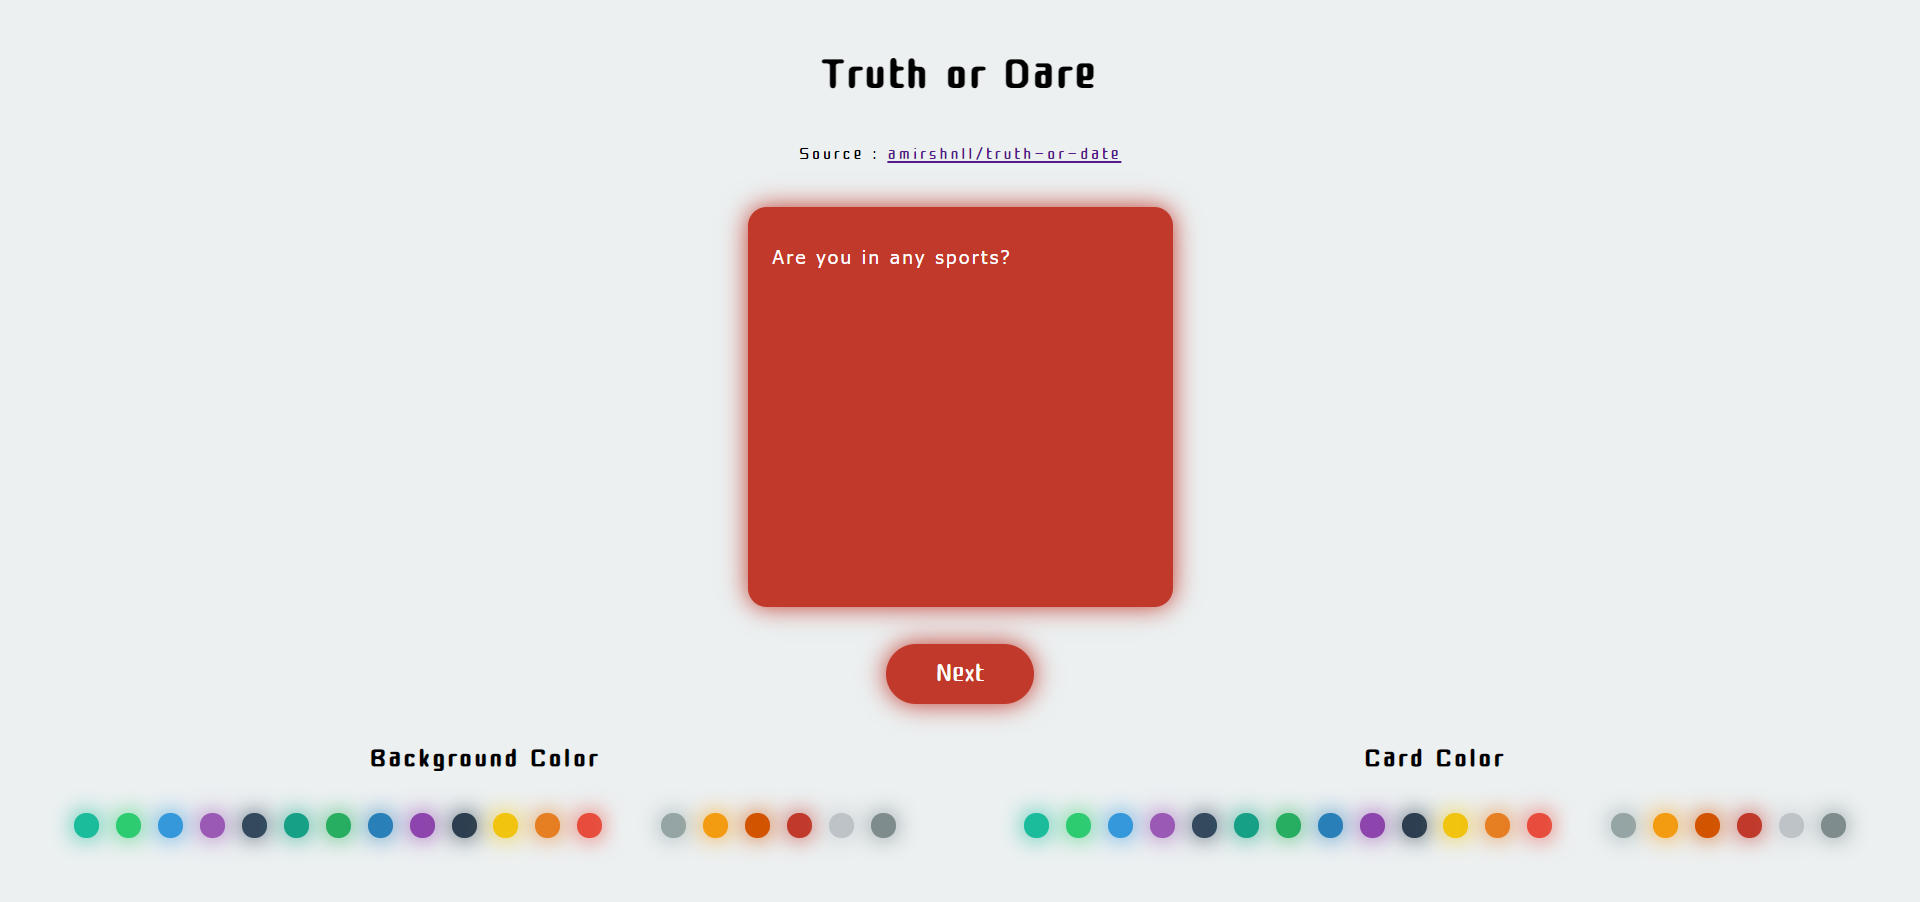 Truth or Dare
Source : amirshnll/truth-or-date
Are you in any sports?
Next
Background Color
Card Color